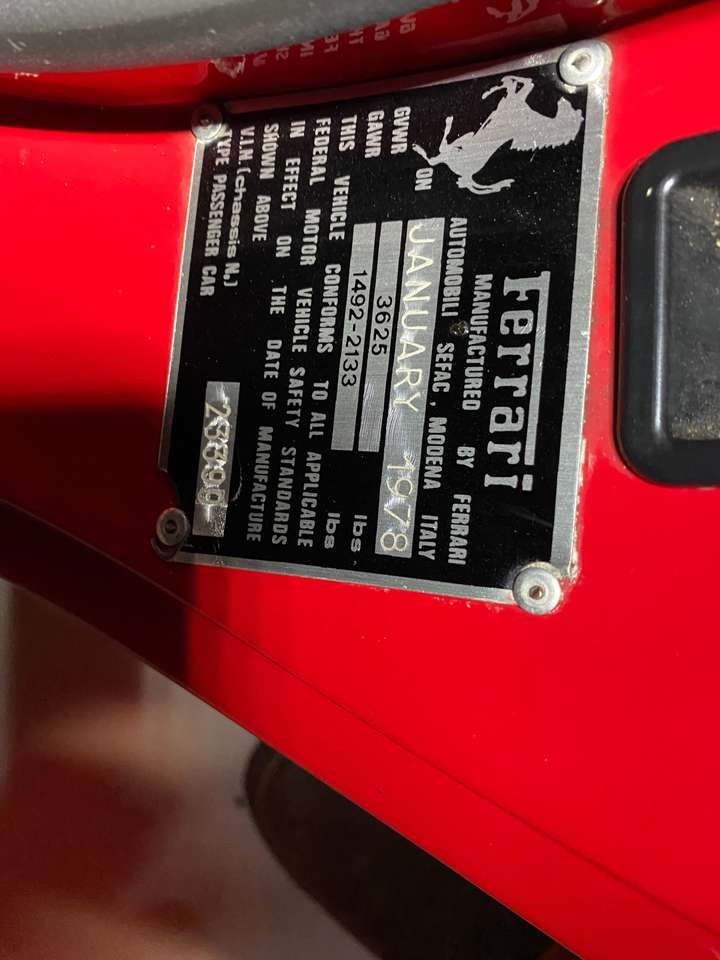 Ferrari
MANUFACTURED BY FERRARI
AUTOMOBILI SEFAC, MODENA ITALY
ON JANUARY 1978
GVWR 3625 lbs
GAWR 1492-2133 lbs
THIS VEHICLE CONFORMS TO ALL APPLICABLE
FEDERAL MOTOR VEHICLE SAFETY STANDARDS
IN EFFECT ON THE DATE OF MANUFACTURE
SHOWN ABOVE
V.I.N.(chassis N.)
TYPE PASSENGER CAR